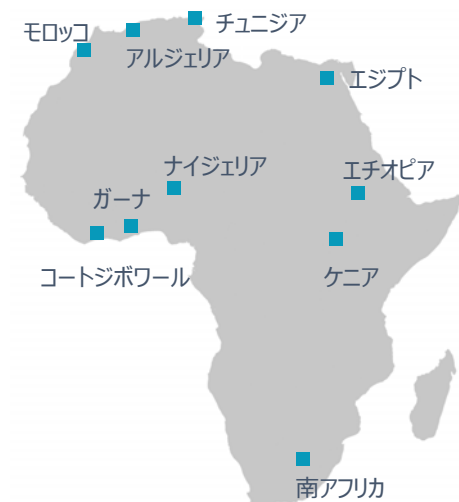 チュニジア
モロッコ
アルジェリア
エジプト
ナイジェリア
エチオピア
ガーナ
コートジボワール
ケニア
南アフリカ